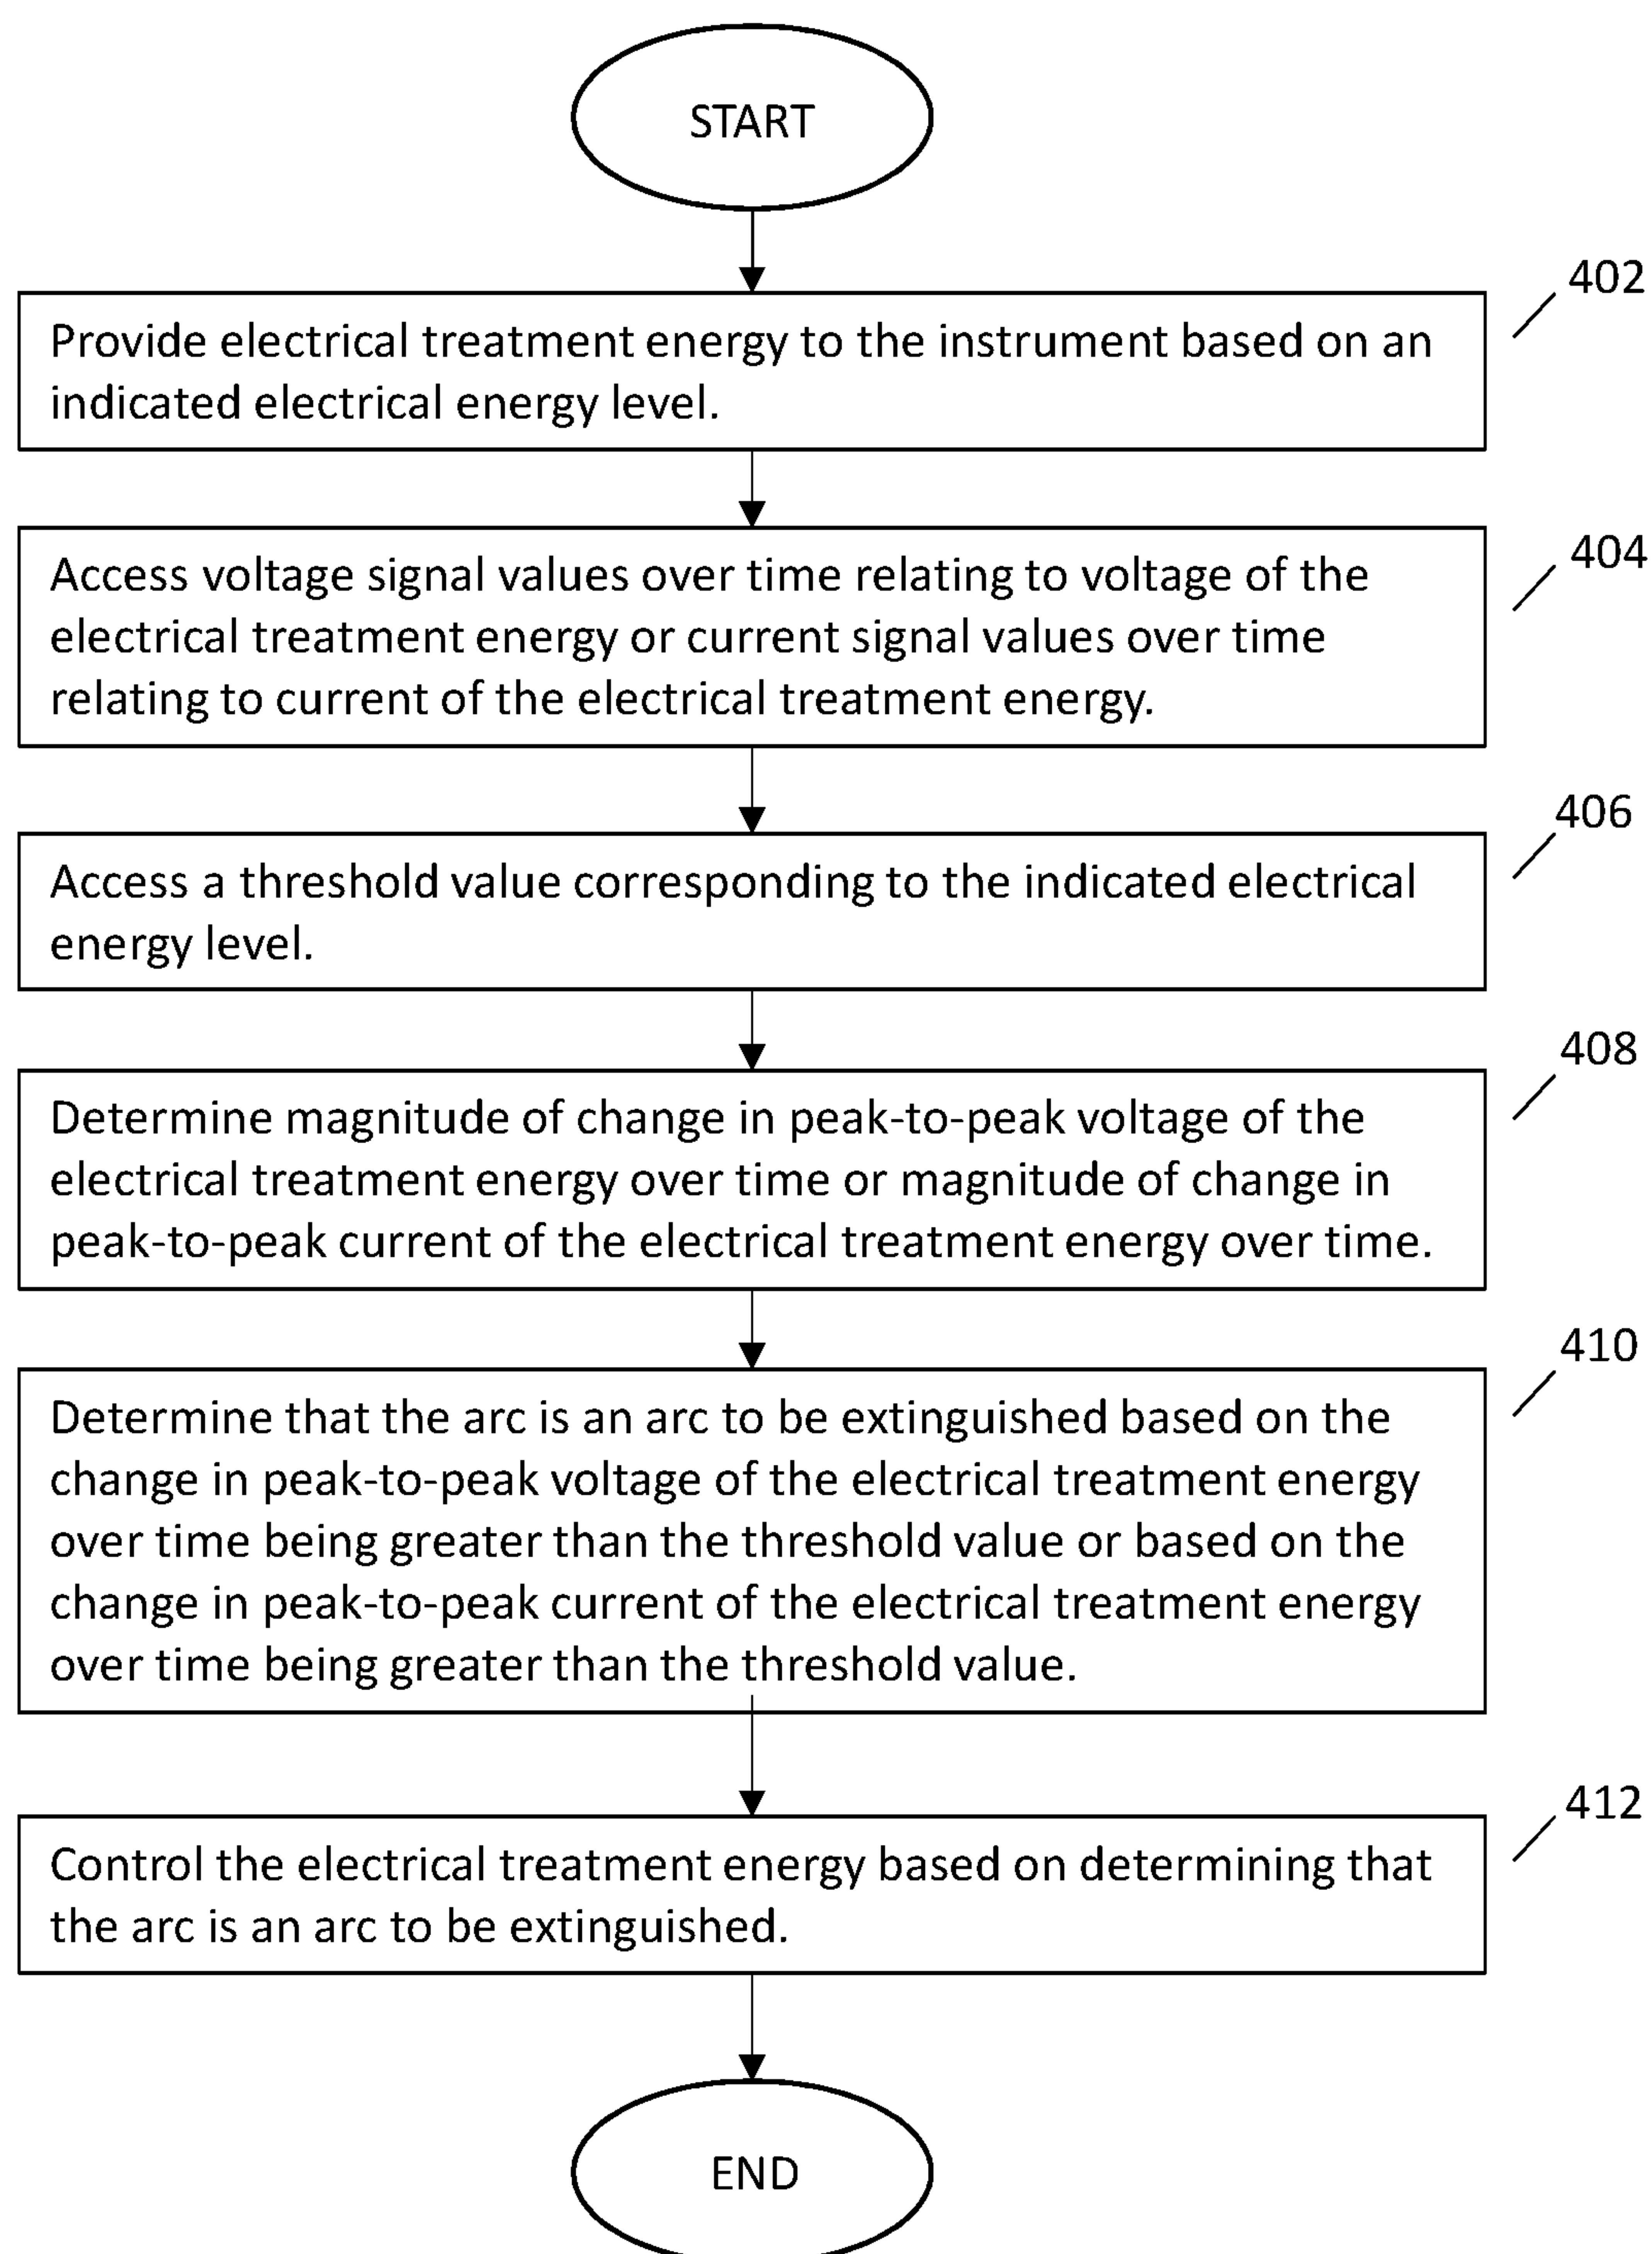 START
402
Provide electrical treatment energy to the instrument based on an
indicated electrical energy level.
404
Access voltage signal values over time relating to voltage of the
electrical treatment energy or current signal values over time
relating to current of the electrical treatment energy.
406
Access a threshold value corresponding to the indicated electrical
energy level.
408
Determine magnitude of change in peak-to-peak voltage of the
electrical treatment energy over time or magnitude of change in
peak-to-peak current of the electrical treatment energy over time.
410
Determine that the arc is an arc to be extinguished based on the
change in peak-to-peak voltage of the electrical treatment energy
over time being greater than the threshold value or based on the
change in peak-to-peak current of the electrical treatment energy
over time being greater than the threshold value.
412
Control the electrical treatment energy based on determining that
the arc is an arc to be extinguished.
END